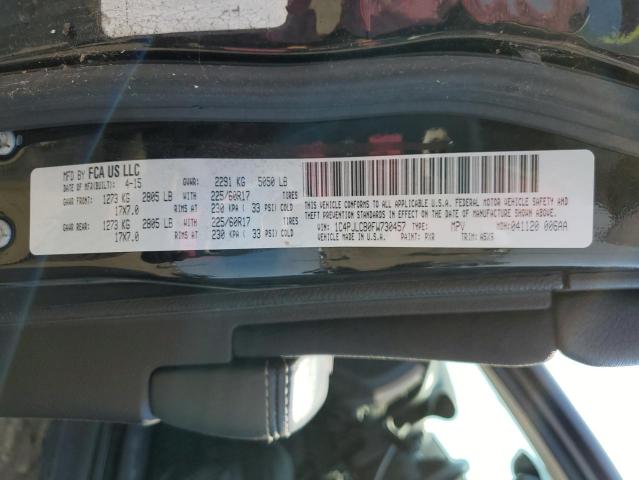 MFD BY FCA US LLC
DATE OF MFR(BUILT): 4-15 GVWR: 2291 KG 5050 LB
GAWR FRONT: 1273 KG 2805 LB WITH 225/60R17 TIRES
17X7.0 RIMS AT 230 KPA ( 33 PSI) COLD
GAWR REAR: 1273 KG 2805 LB WITH 225/60R17 TIRES
17X7.0 RIMS AT 230 KPA ( 33 PSI) COLD
THIS VEHICLE CONFORMS TO ALL APPLICABLE U.S.A. FEDERAL MOTOR VEHICLE SAFETY AND
THEFT PREVENTION STANDARDS IN EFFECT ON THE DATE OF MANUFACTURE SHOWN ABOVE.
VIN: 1C4PJLCB0FW730457 TYPE: MPV MDH: 041120 006AA
MADE IN U.S.A. PAINT: PXR TRIM: A5X9